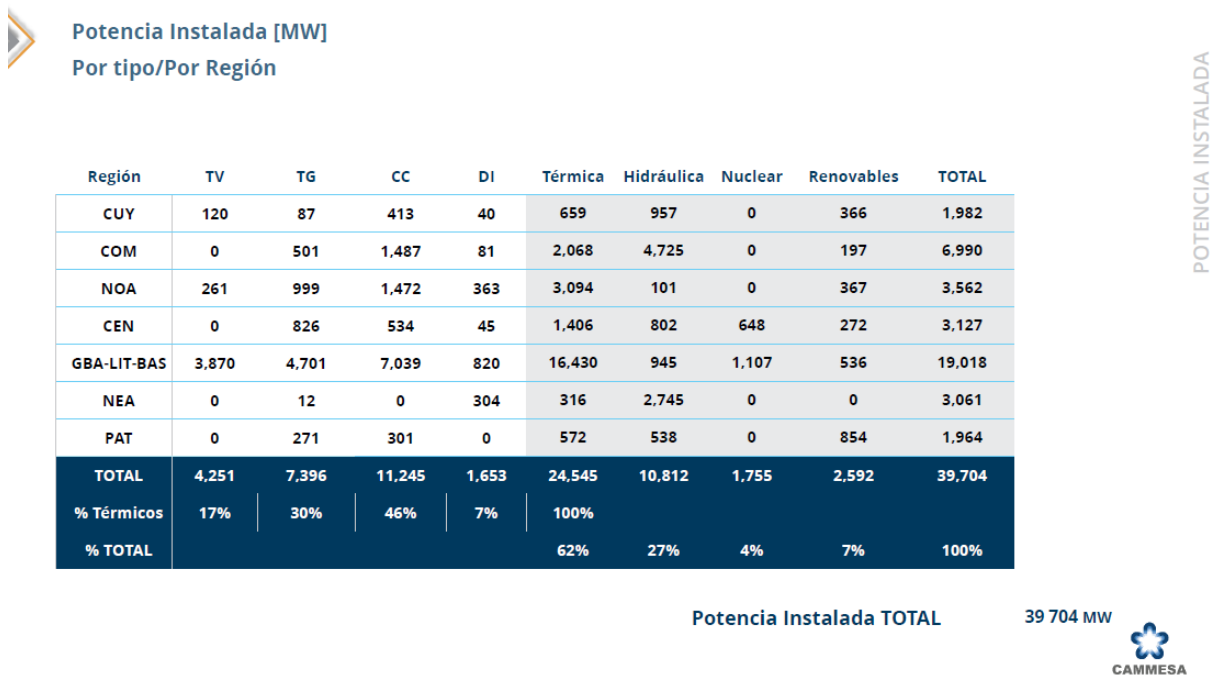 Potencia Instalada [MW]
Por tipo/Por Región
POTENCIA INSTALADA
Región TV TG CC DI Térmica Hidráulica Nuclear Renovables TOTAL
CUY 120 87 413 40 659 957 0 366 1,982
COM 0 501 1,487 81 2,068 4,725 0 197 6,990
NOA 261 999 1,472 363 3,094 101 0 367 3,562
CEN 0 826 534 45 1,406 802 648 272 3,127
GBA-LIT-BAS 3,870 4,701 7,039 820 16,430 945 1,107 536 19,018
NEA 0 12 0 304 316 2,745 0 0 3,061
PAT 0 271 301 0 572 538 0 854 1,964
TOTAL 4,251 7,396 11,245 1,653 24,545 10,812 1,755 2,592 39,704
% Térmicos 17% 30% 46% 7% 100%
% TOTAL 62% 27% 4% 7% 100%
Potencia Instalada TOTAL 39 704 MW
CAMMESA